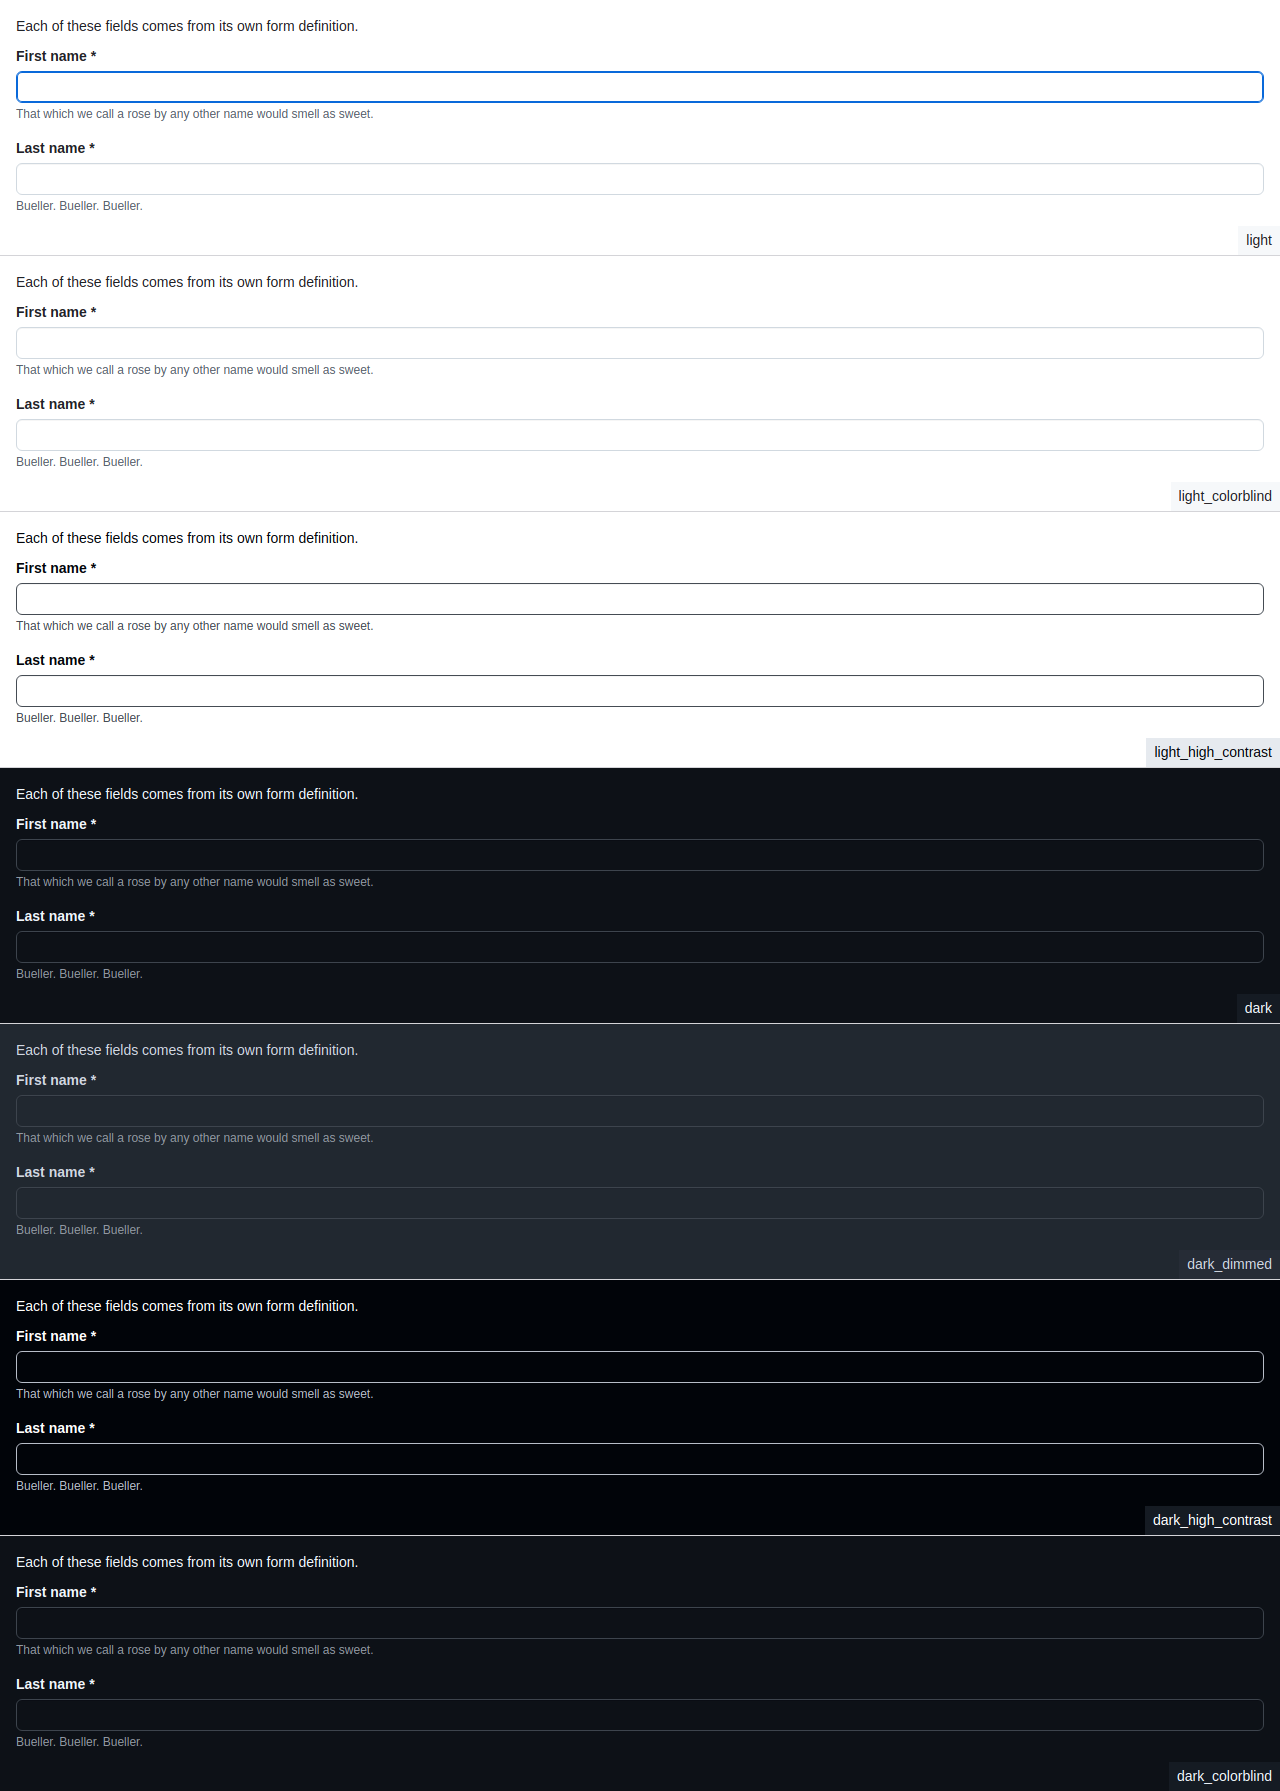 Each of these fields comes from its own form definition.
First name *
That which we call a rose by any other name would smell as sweet.
Last name *
Bueller. Bueller. Bueller.
light
Each of these fields comes from its own form definition.
First name *
That which we call a rose by any other name would smell as sweet.
Last name *
Bueller. Bueller. Bueller.
light_colorblind
Each of these fields comes from its own form definition.
First name *
That which we call a rose by any other name would smell as sweet.
Last name *
Bueller. Bueller. Bueller.
light_high_contrast
Each of these fields comes from its own form definition.
First name *
That which we call a rose by any other name would smell as sweet.
Last name *
Bueller. Bueller. Bueller.
dark
Each of these fields comes from its own form definition.
First name *
That which we call a rose by any other name would smell as sweet.
Last name *
Bueller. Bueller. Bueller.
dark_dimmed
Each of these fields comes from its own form definition.
First name *
That which we call a rose by any other name would smell as sweet.
Last name *
Bueller. Bueller. Bueller.
dark_high_contrast
Each of these fields comes from its own form definition.
First name *
That which we call a rose by any other name would smell as sweet.
Last name *
Bueller. Bueller. Bueller.
dark_colorblind